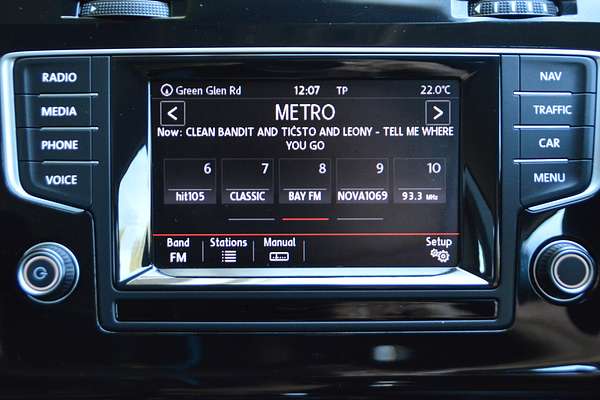 RADIO
MEDIA
PHONE
VOICE
Green Glen Rd 12:07 TP 22.0°C
< METRO >
Now: CLEAN BANDIT AND TIĆSTO AND LEONY - TELL ME WHERE
YOU GO
6 7 8 9 10
hit105 CLASSIC BAY FM NOVA1069 93.3 MHz
Band Stations Manual Setup
FM
NAV
TRAFFIC
CAR
MENU